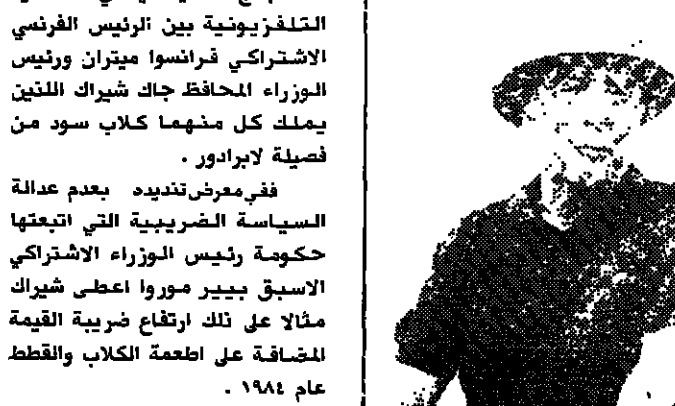 التلفزيونية بين الرئيس الفرنسي
الاشتراكي فرانسوا ميتران ورئيس
الوزراء المحافظ جاك شيراك اللذين
يملك كل منهما كلاب سود من
فصيلة لابرادور .
ففي معرض تنديده بعدم عدالة
السياسة الضريبية التي اتبعتها
حكومة رئيس الوزراء الاشتراكي
الاسبق بيير موروا اعطى شيراك
مثالا على ذلك ارتفاع ضريبة القيمة
المضافة على اطعمة الكلاب والقطط
عام ١٩٨٤ .